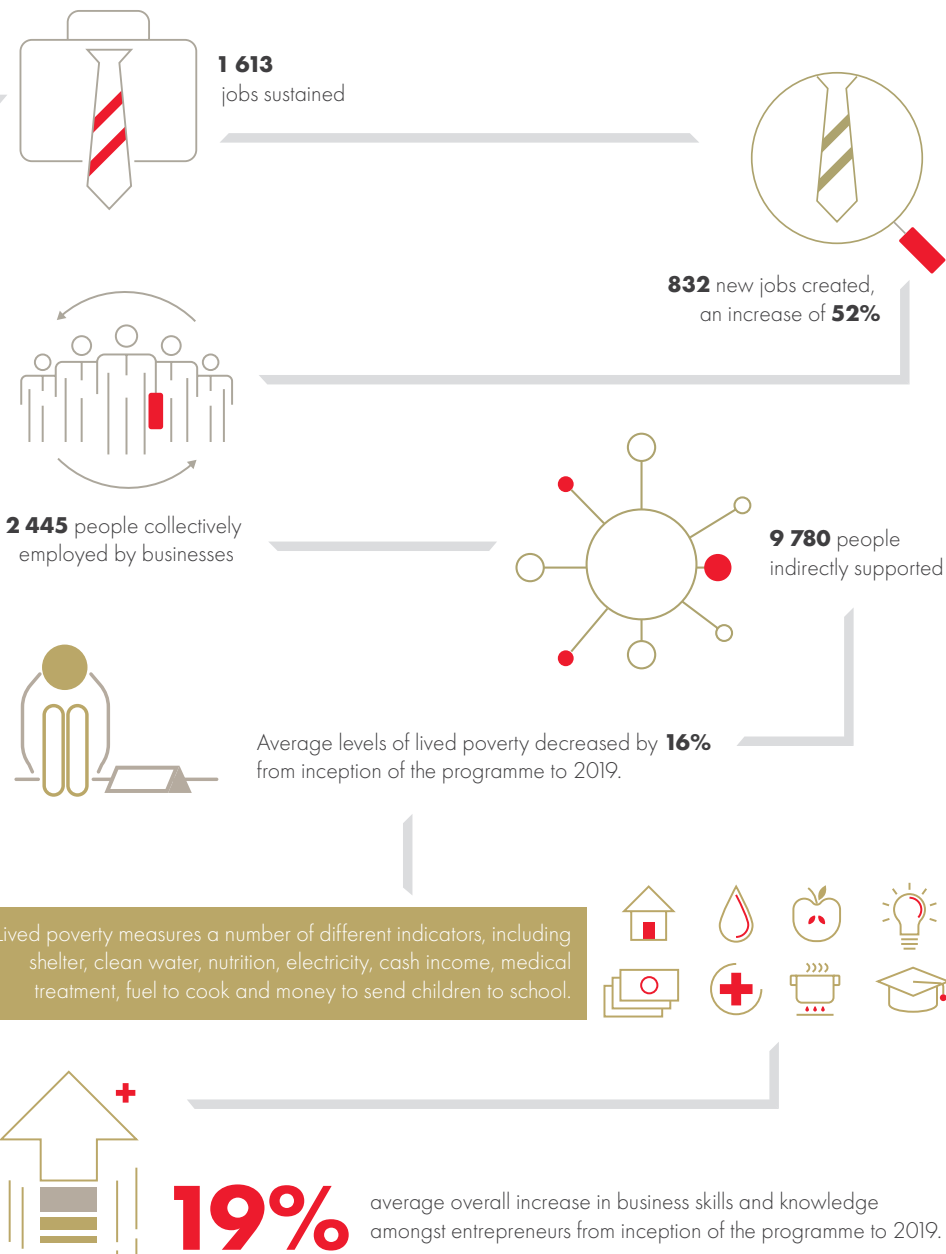 1 613
jobs sustained
832 new jobs created,
an increase of 52%
2 445 people collectively
employed by businesses
9 780 people
indirectly supported
Average levels of lived poverty decreased by 16%
from inception of the programme to 2019.
Lived poverty measures a number of different indicators, including
shelter, clean water, nutrition, electricity, cash income, medical
treatment, fuel to cook and money to send children to school.
19%
average overall increase in business skills and knowledge
amongst entrepreneurs from inception of the programme to 2019.